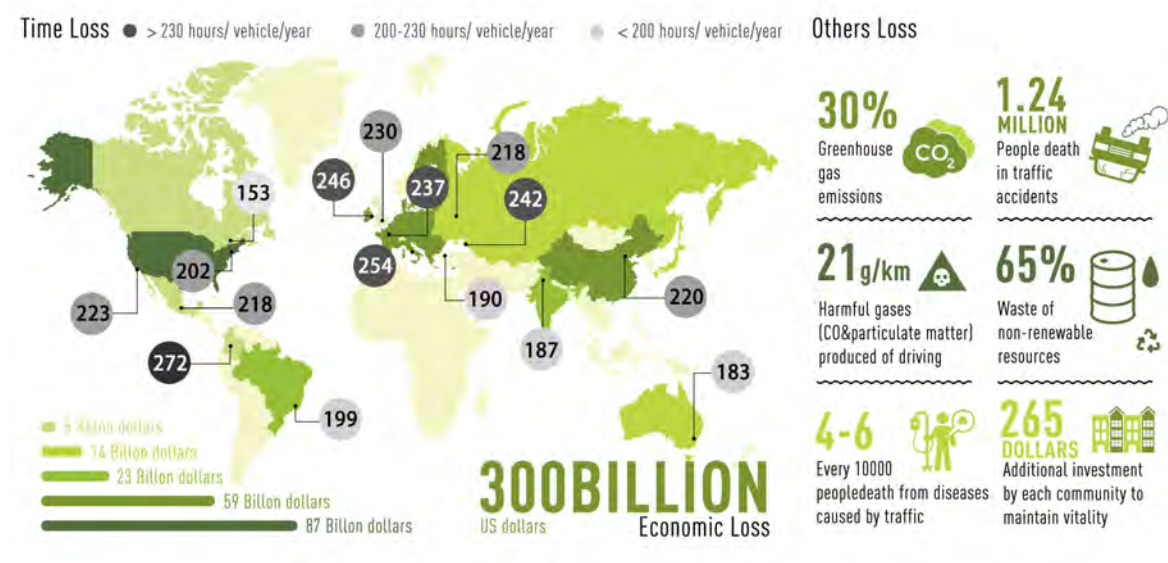 Time Loss
> 230 hours/ vehicle/year
200-230 hours/ vehicle/year
< 200 hours/ vehicle/year
Others Loss
230
218
246
237
242
153
254
202
190
220
223
218
187
272
183
199
5 Billon dollars
14 Billon dollars
23 Billon dollars
59 Billon dollars
87 Billon dollars
300BILLION
US dollars
Economic Loss
30%
Greenhouse
gas
emissions
CO2
1.24
MILLION
People death
in traffic
accidents
21g/km
Harmful gases
(CO&particulate matter)
produced of driving
65%
Waste of
non-renewable
resources
4-6
Every 10000
peopledeath from diseases
caused by traffic
265
DOLLARS
Additional investment
by each community to
maintain vitality